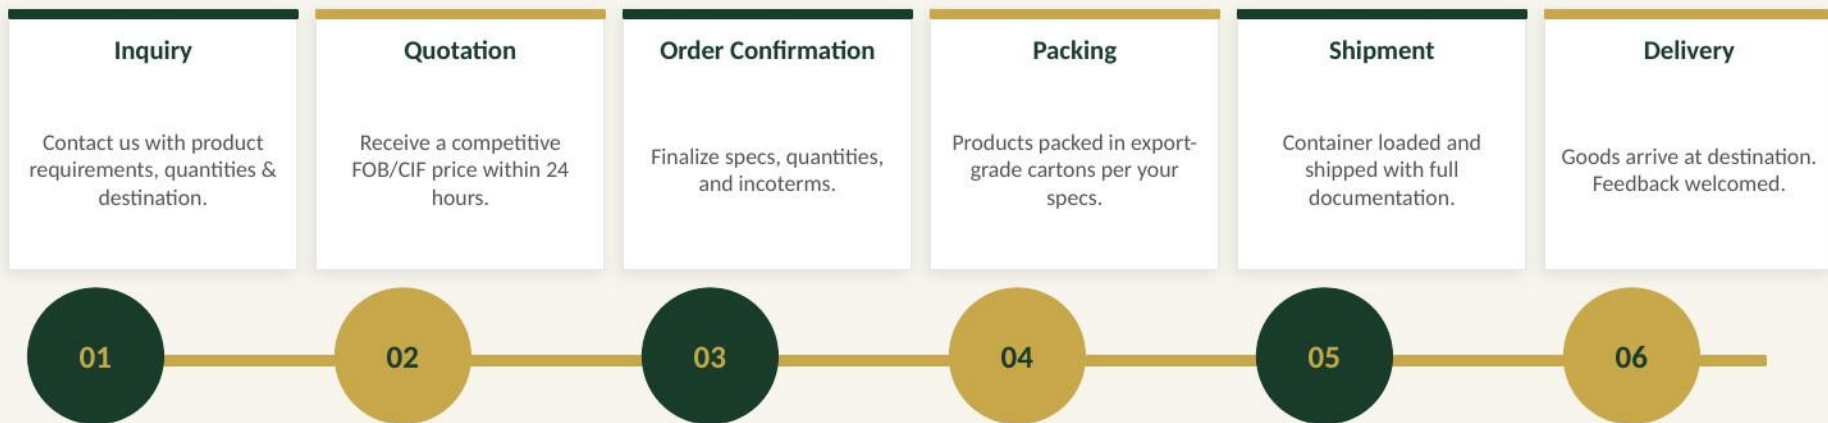 Inquiry
Contact us with product
requirements, quantities &
destination.
Quotation
Receive a competitive
FOB/CIF price within 24
hours.
Order Confirmation
Finalize specs, quantities,
and incoterms.
Packing
Products packed in export-
grade cartons per your
specs.
Shipment
Container loaded and
shipped with full
documentation.
Delivery
Goods arrive at destination.
Feedback welcomed.
01
02
03
04
05
06